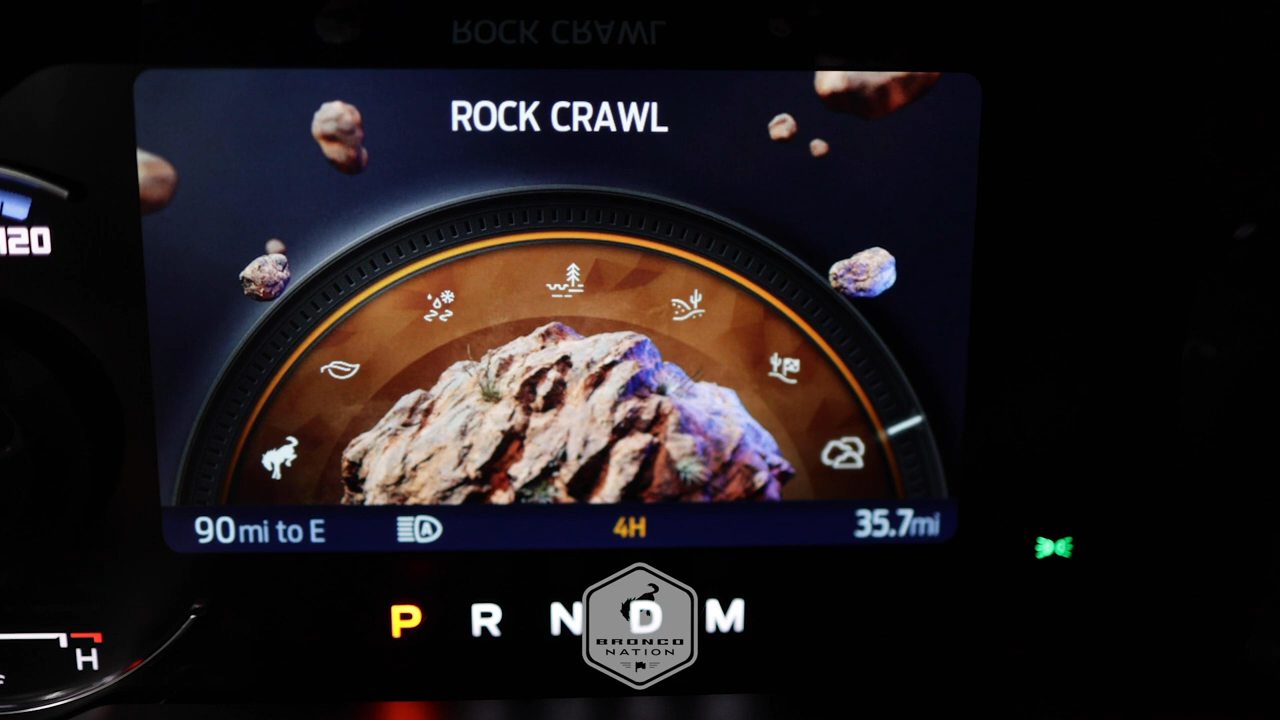 ROCK CRAWL
ROCK CRAWL
120
90mi to E
A
4H
35.7mi
P R N D M
H
BRONCO
NATION